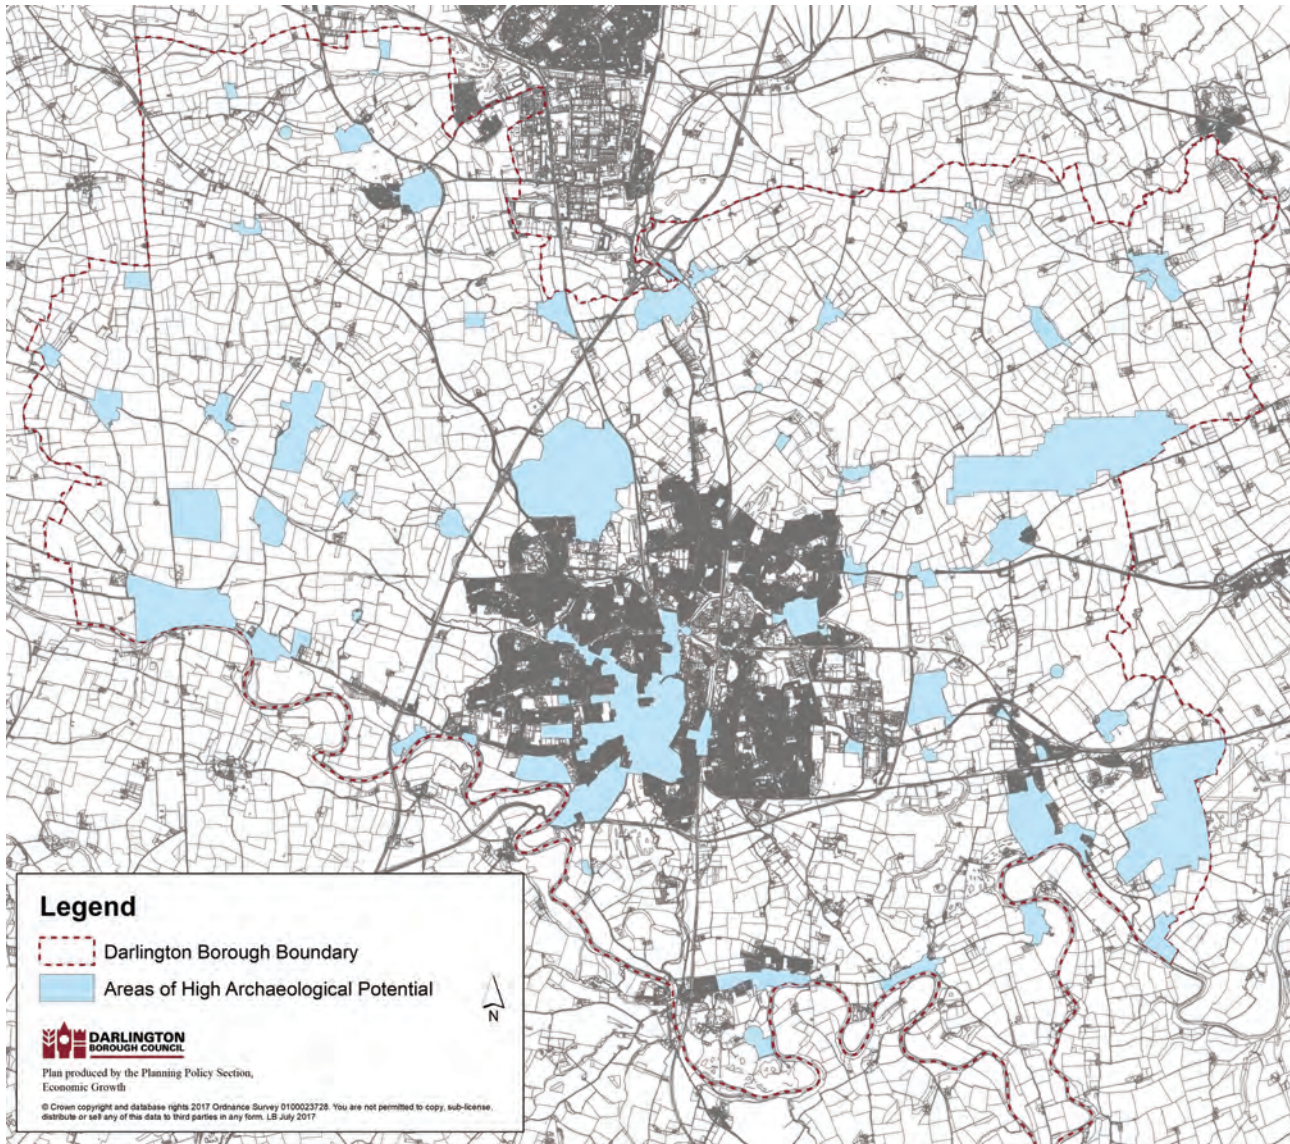 Legend
Darlington Borough Boundary
Areas of High Archaeological Potential
N
DARLINGTON
BOROUGH COUNCIL
Plan produced by the Planning Policy Section,
Economic Growth
© Crown copyright and database rights 2017 Ordnance Survey 0100023728. You are not permitted to copy, sub-license,
distribute or sell any of this data to third parties in any form. LB July 2017